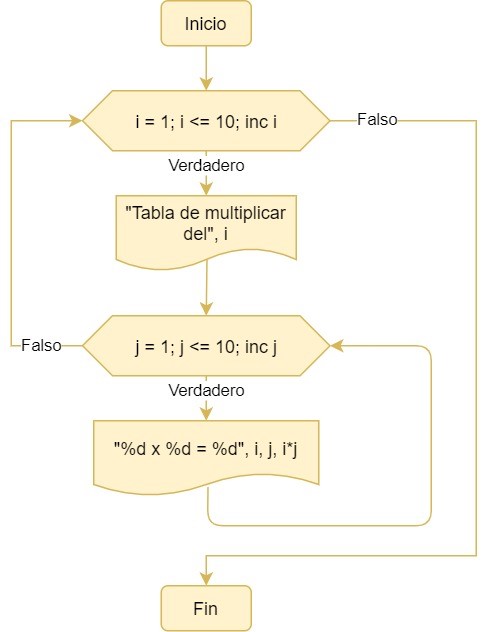 Inicio
i = 1; i <= 10; inc i
Falso
Verdadero
"Tabla de multiplicar
del", i
j = 1; j <= 10; inc j
Falso
Verdadero
"%d x %d = %d", i, j, i*j
Fin